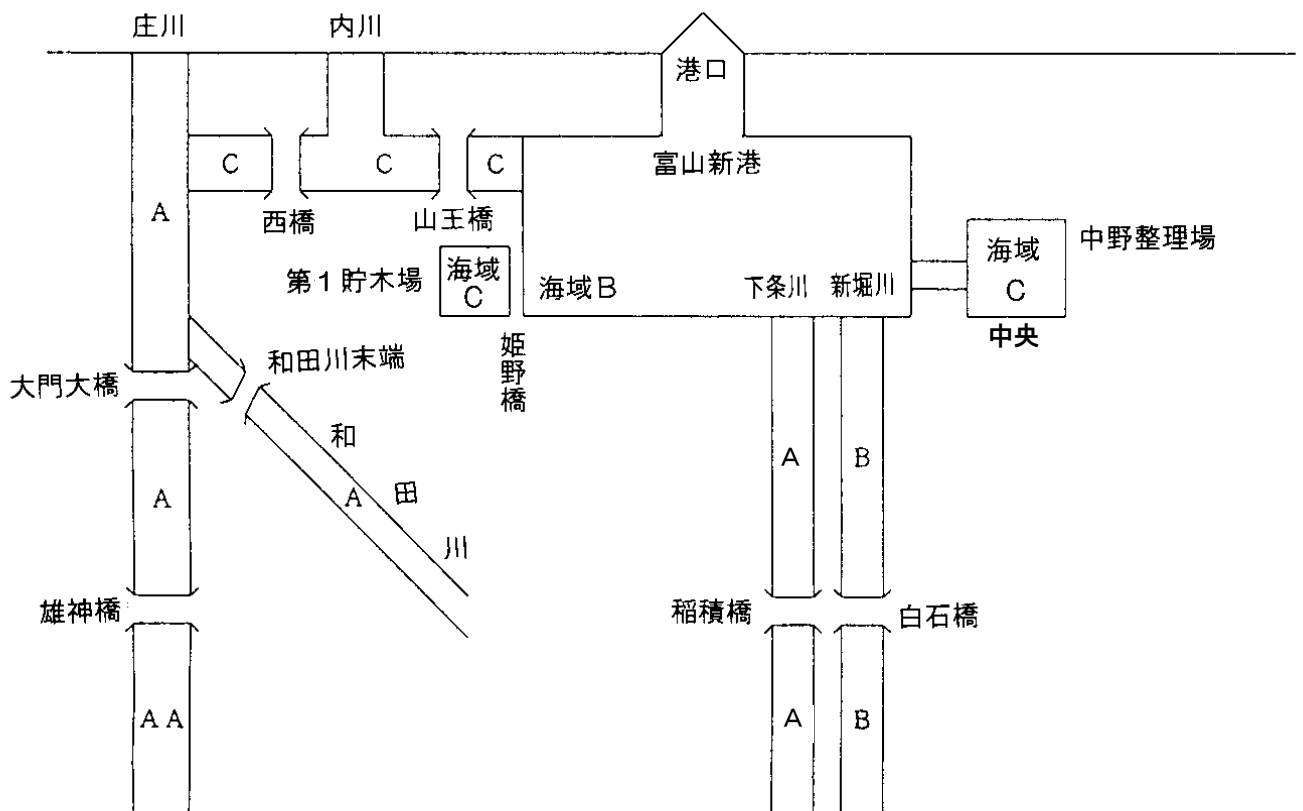 庄川
内川
港口
C
C
C
富山新港
A
西橋
山王橋
中野整理場
海域
C
第1貯木場
海域
C
海域B
下条川
新堀川
中央
姫野橋
和田川末端
大門大橋
和田川
A
A
A
B
雄神橋
稲積橋
白石橋
AA
A
B